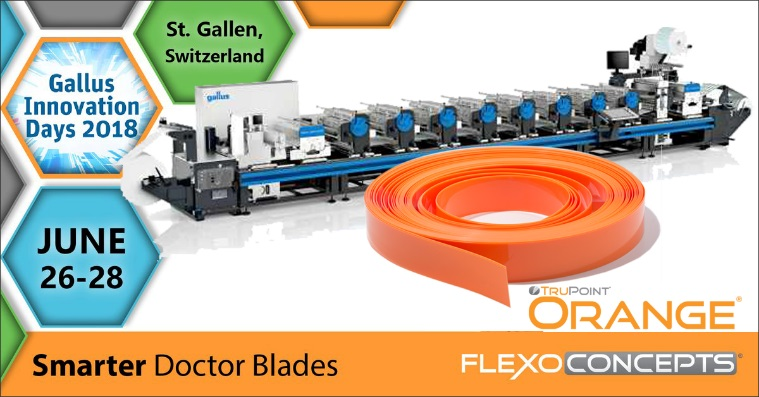 St. Gallen,
Switzerland
Gallus
Innovation
Days 2018
gallus
JUNE
26-28
TRUPOINT
ORANGE®
Smarter Doctor Blades
FLEXOCONCEPTS®